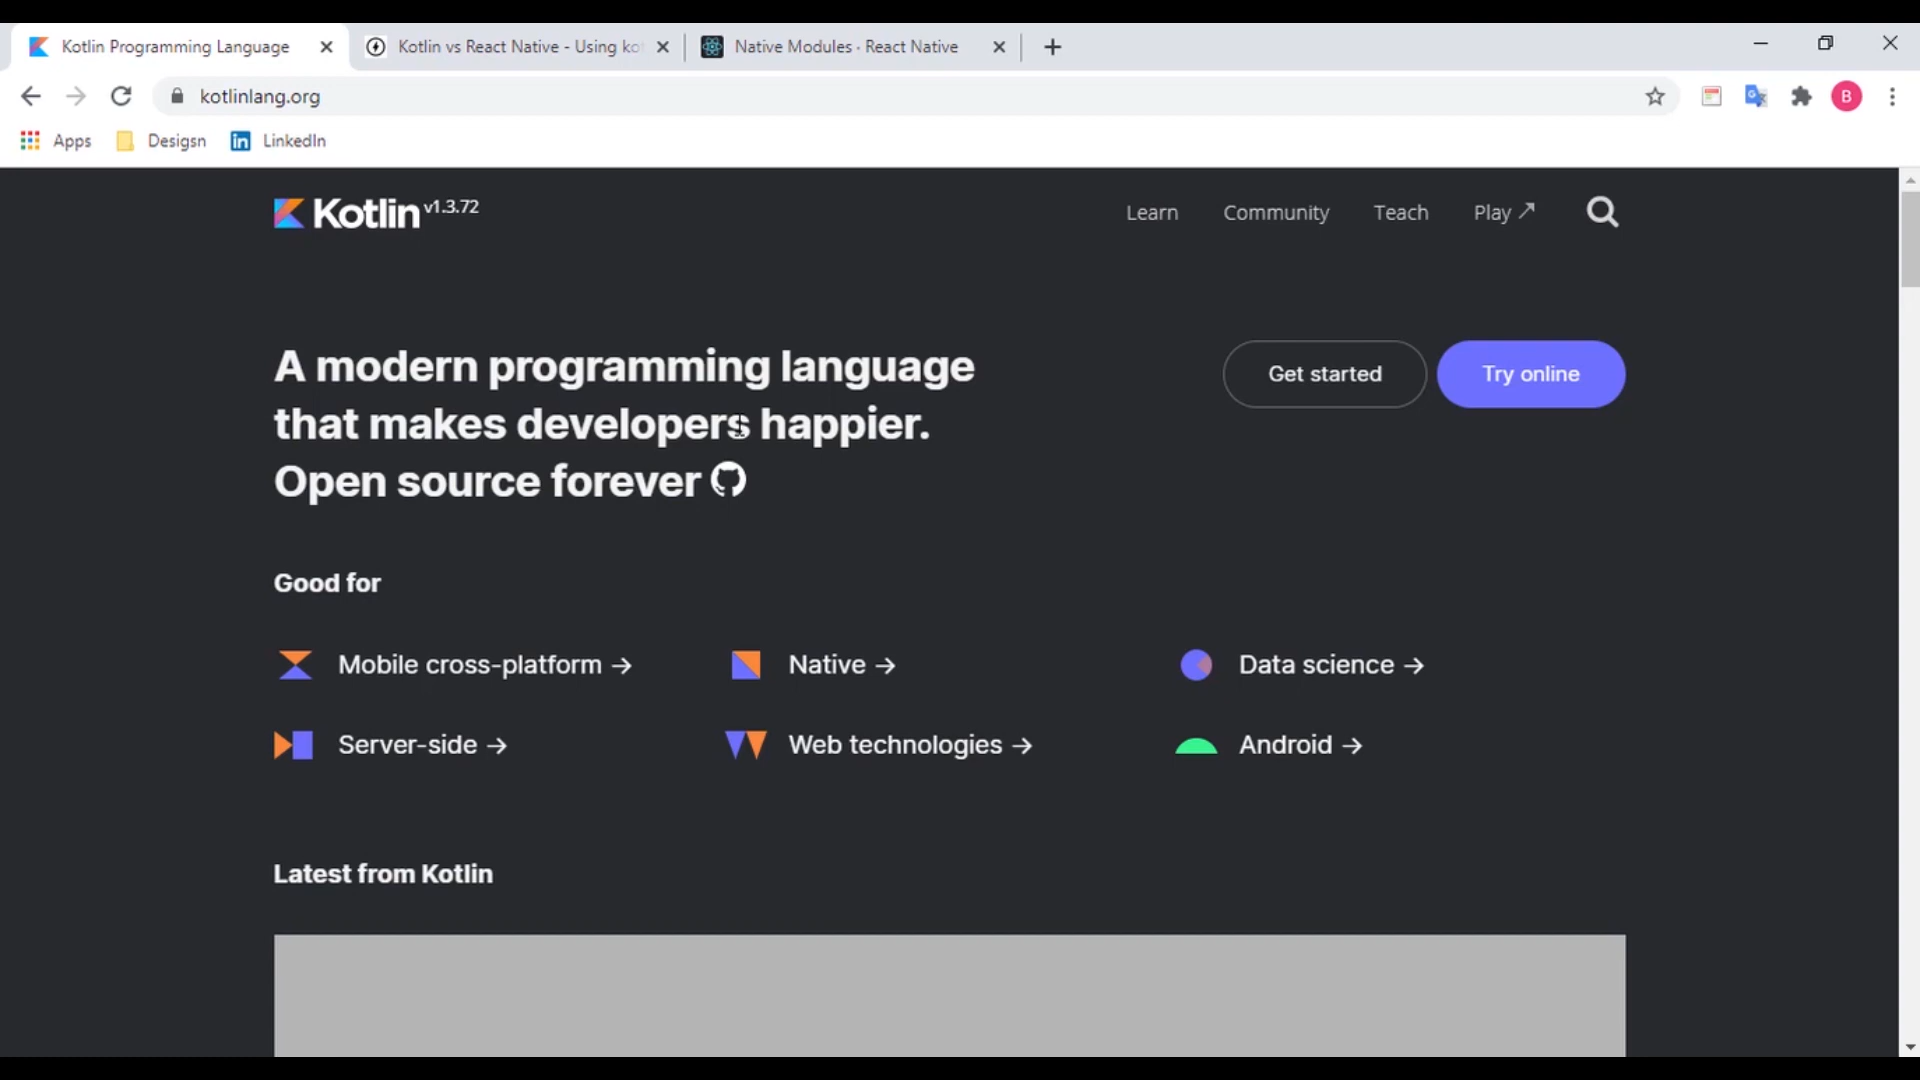 Kotlin Programming Language
Kotlin vs React Native - Using ko
Native Modules · React Native
kotlinlang.org
B
Apps
Desigsn
in
LinkedIn
Kotlin v1.3.72
Learn
Community
Teach
Play ↗
A modern programming language
that makes developers happier.
Open source forever
Get started
Try online
Good for
Mobile cross-platform →
Native →
Data science →
Server-side →
Web technologies →
Android →
Latest from Kotlin